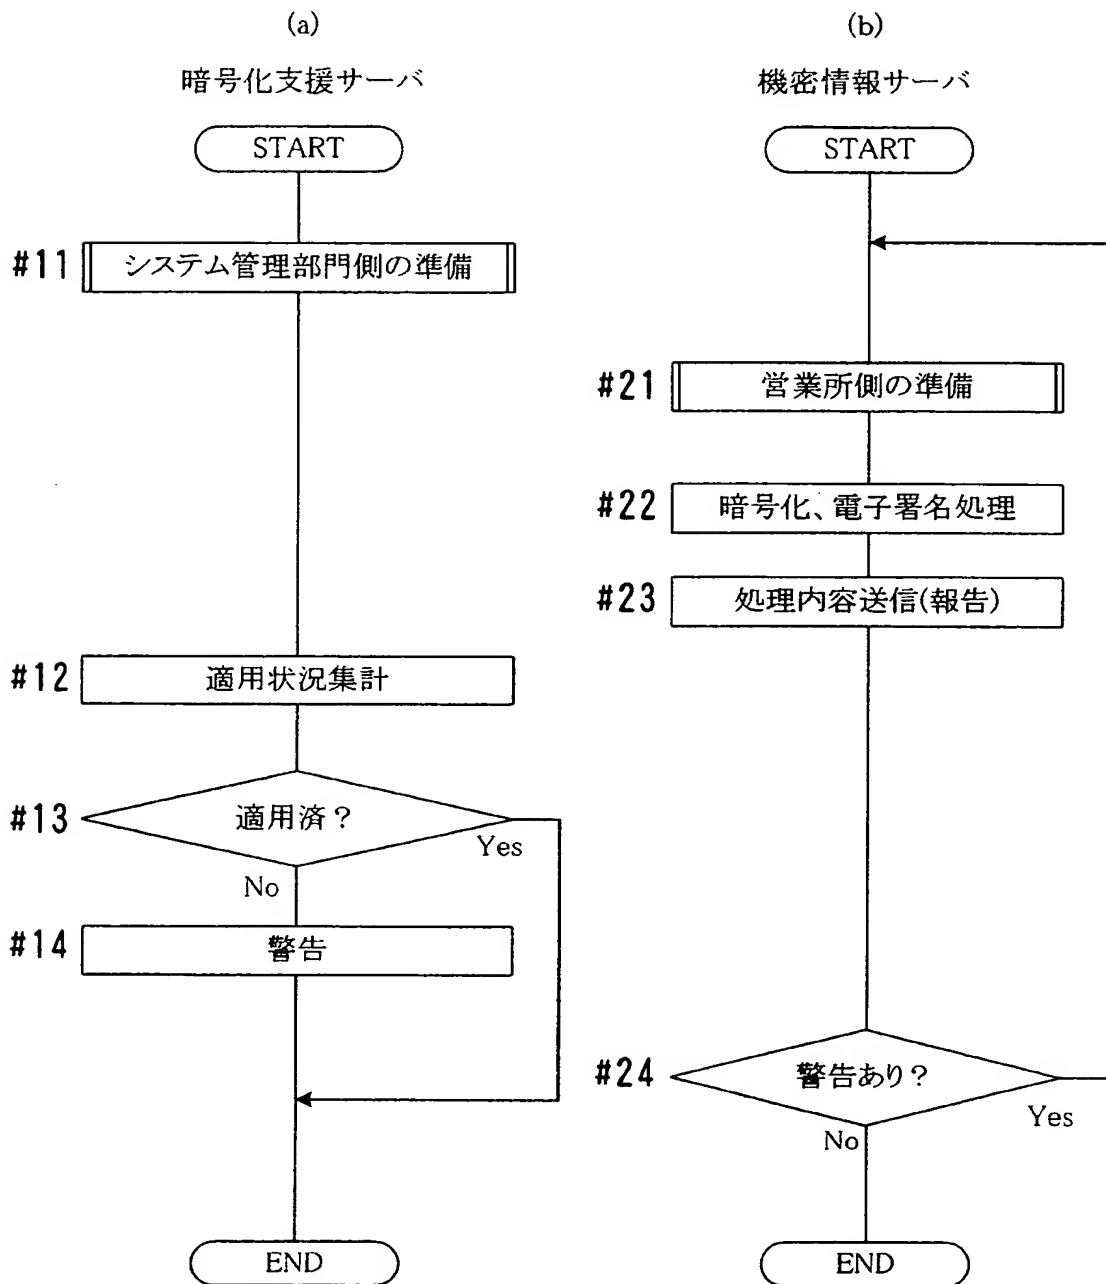 (a)
暗号化支援サーバ
START
#11 システム管理部門側の準備
#12 適用状況集計
#13 適用済？
Yes
No
#14 警告
END
(b)
機密情報サーバ
START
#21 営業所側の準備
#22 暗号化、電子署名処理
#23 処理内容送信(報告)
#24 警告あり？
Yes
No
END